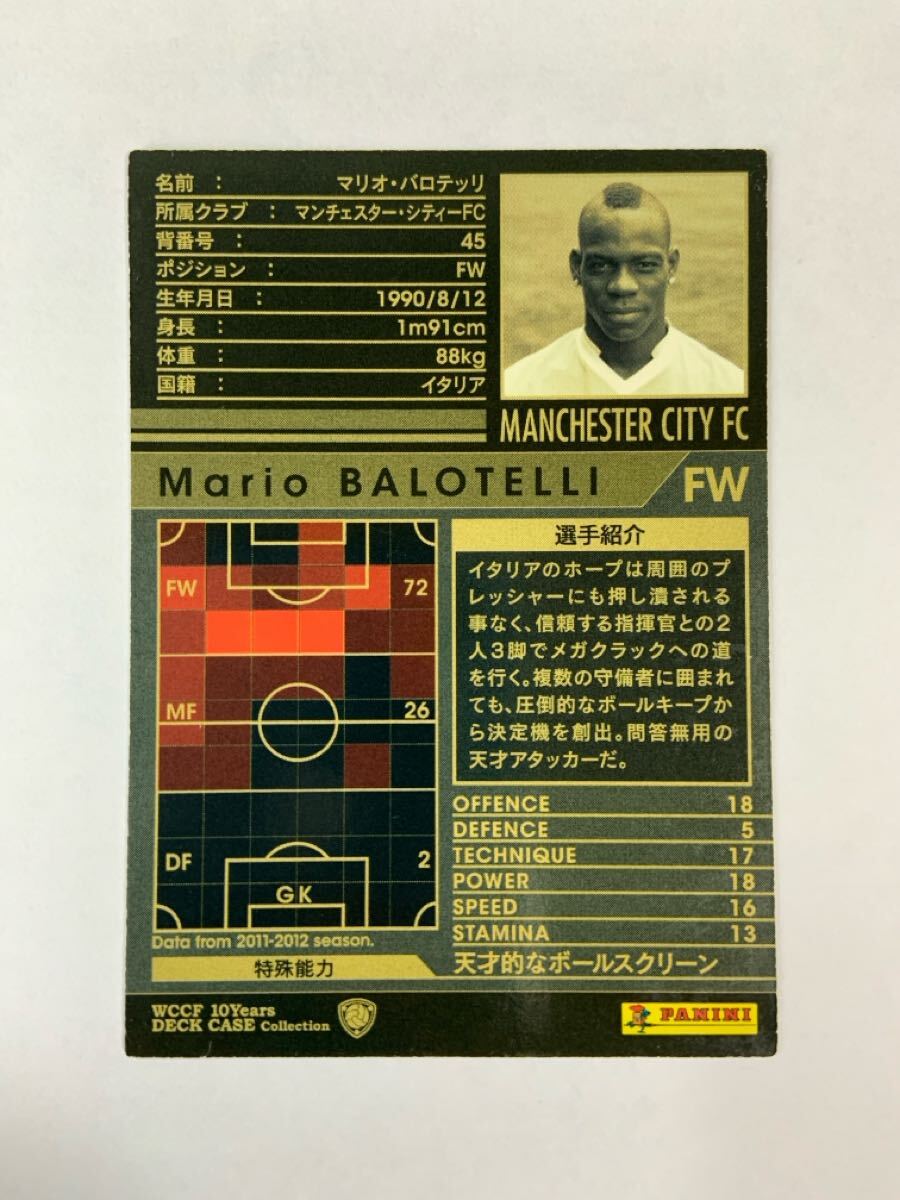 名前 : マリオ・バロテッリ
所属クラブ : マンチェスター・シティーFC
背番号 : 45
ポジション : FW
生年月日 : 1990/8/12
身長 : 1m91cm
体重 : 88kg
国籍 : イタリア
MANCHESTER CITY FC
Mario BALOTELLI FW
FW 72
MF 26
DF 2
GK
Data from 2011-2012 season.
選手紹介
イタリアのホープは周囲のプ
レッシャーにも押し潰される
事なく、信頼する指揮官との2
人3脚でメガクラックへの道
を行く。複数の守備者に囲まれ
ても、圧倒的なボールキープか
ら決定機を創出。問答無用の
天才アタッカーだ。
OFFENCE 18
DEFENCE 5
TECHNIQUE 17
POWER 18
SPEED 16
STAMINA 13
特殊能力 天才的なボールスクリーン
WCCF 10Years
DECK CASE Collection
PANINI